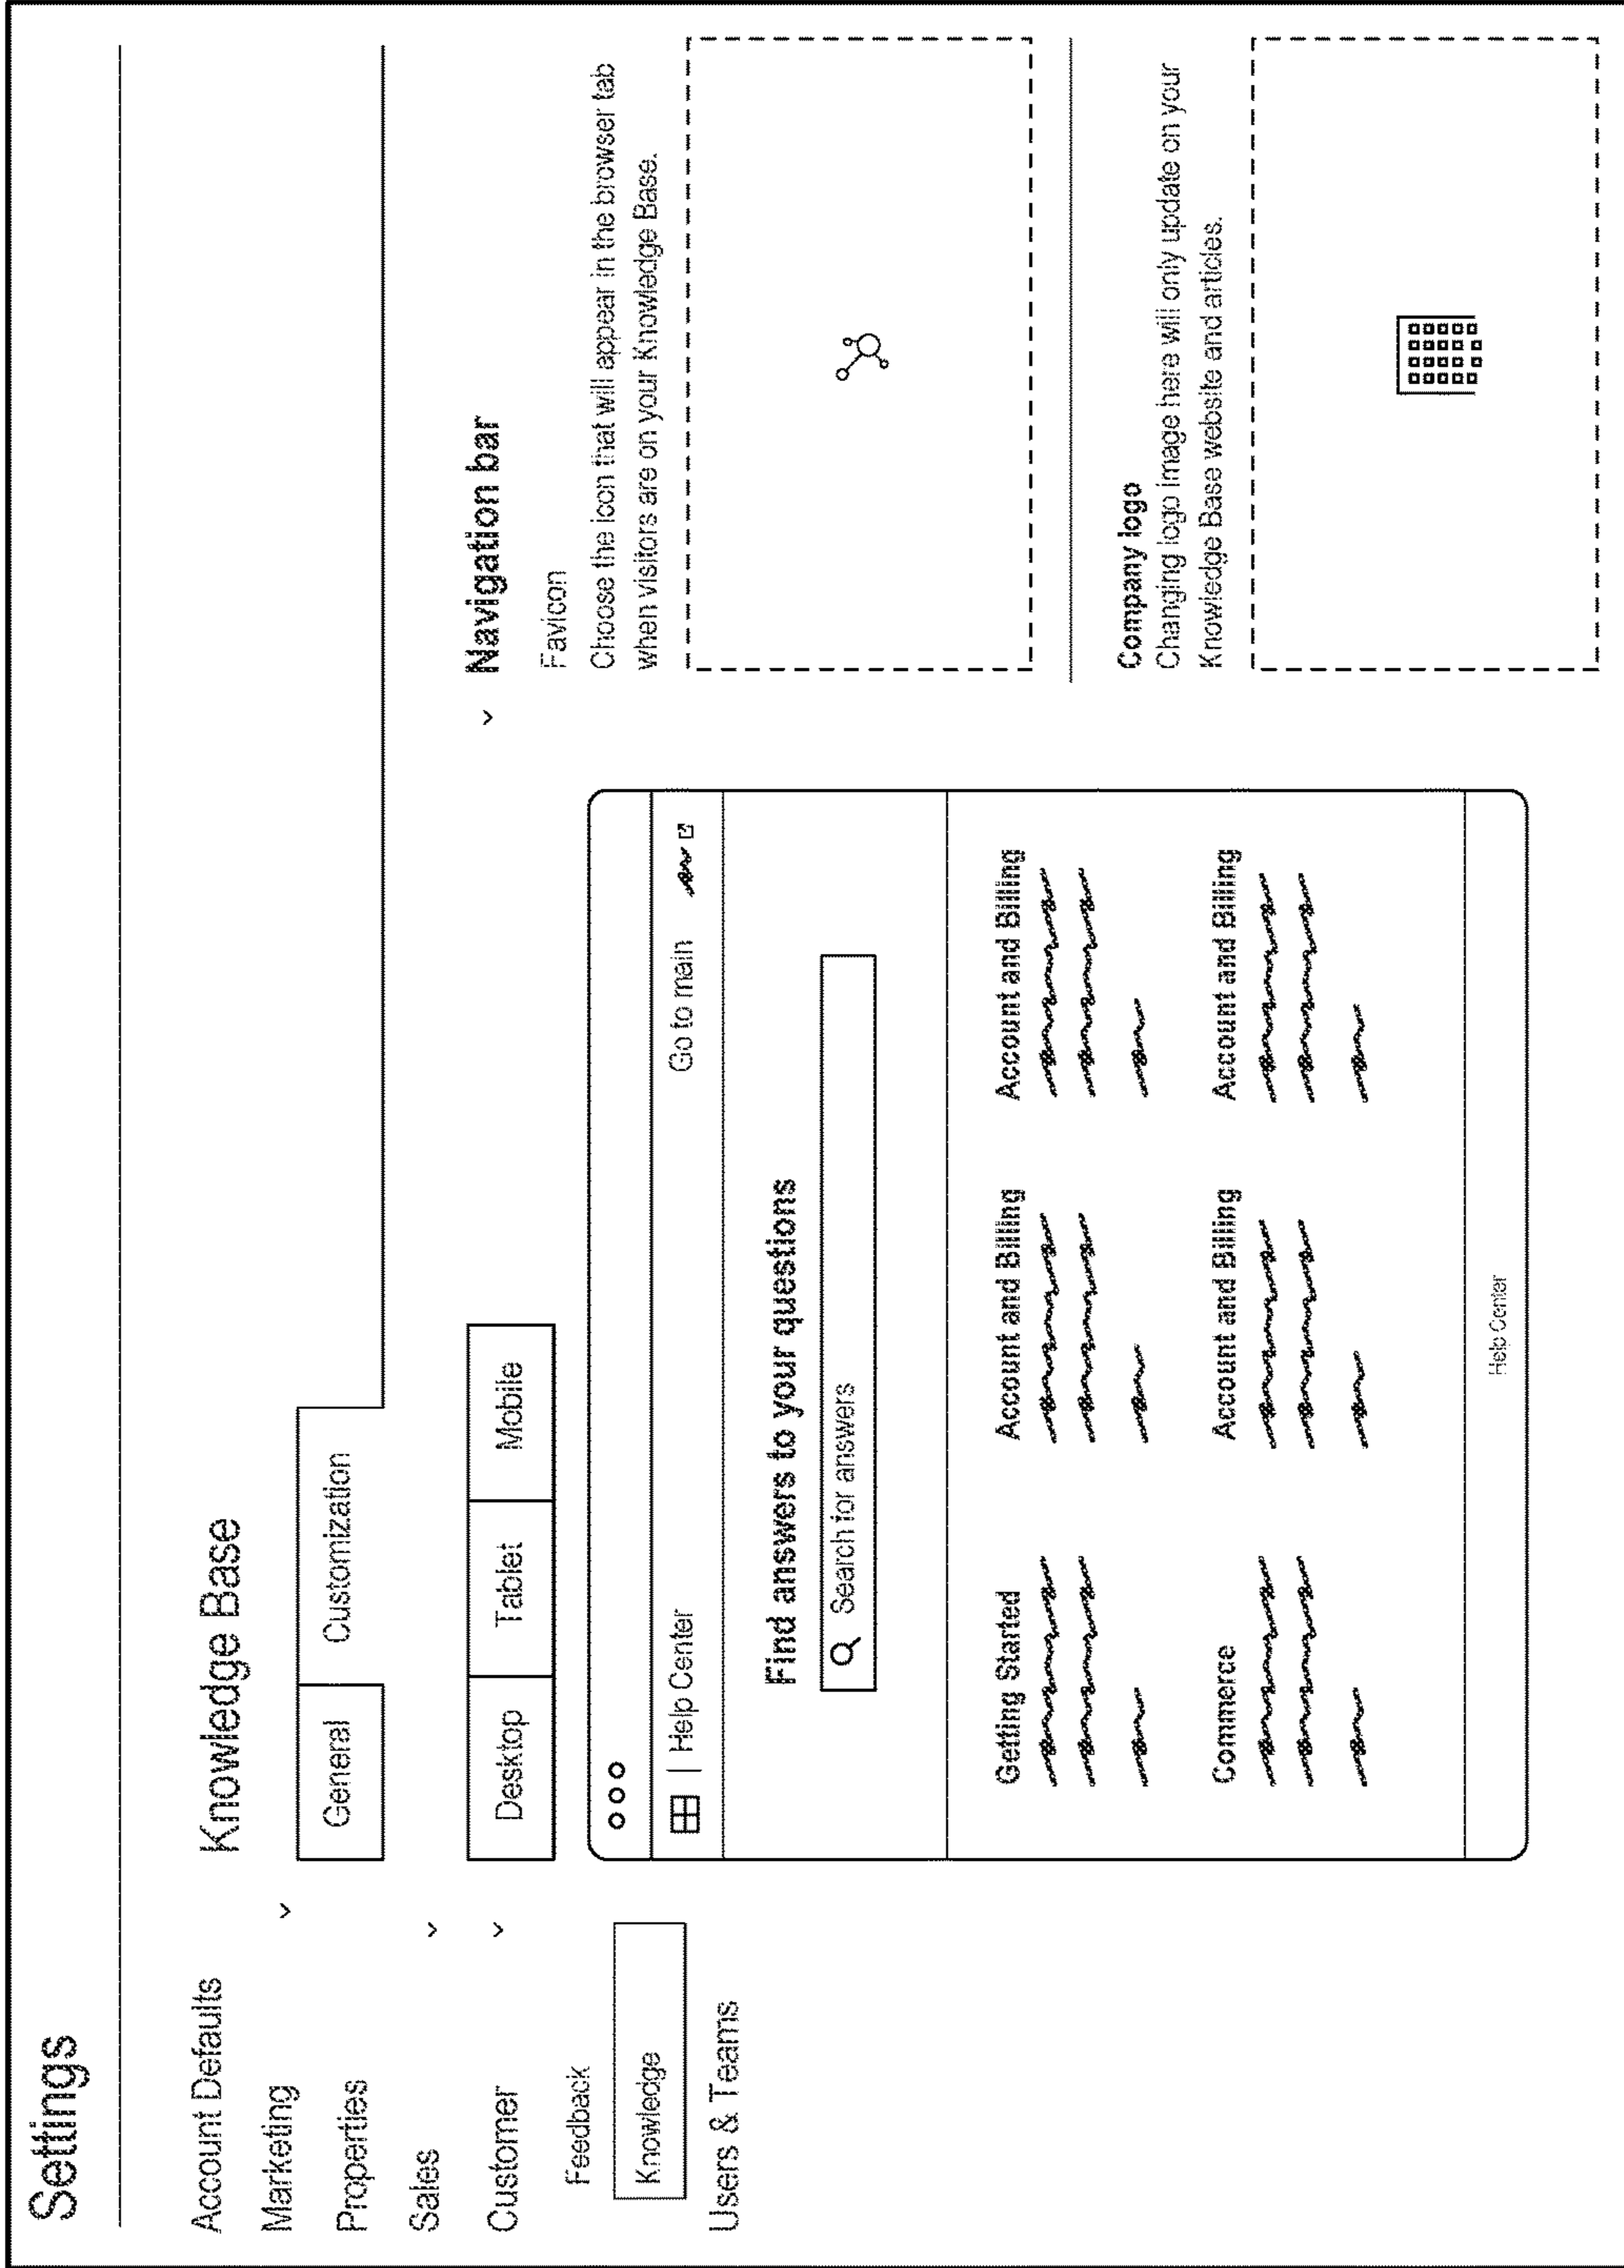 Settings
Account Defaults
Marketing
Properties
Sales
Customer
Feedback
Knowledge
Users & Teams
Knowledge Base
General
Customization
Desktop
Tablet
Mobile
Help Center
Go to main
Find answers to your questions
Search for answers
Getting Started
Account and Billing
Account and Billing
Commerce
Account and Billing
Account and Billing
Help Center
Navigation bar
Favicon
Choose the icon that will appear in the browser tab
when visitors are on your Knowledge Base.
Company logo
Changing logo image here will only update on your
Knowledge Base website and articles.